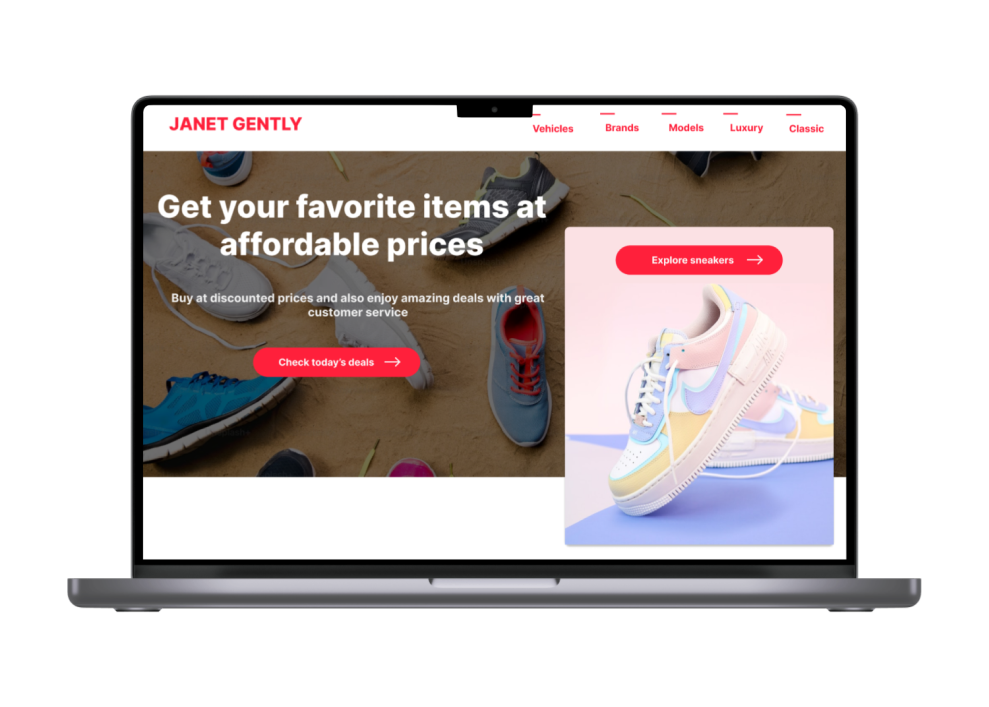 JANET GENTLY
Vehicles Brands Models Luxury Classic
Get your favorite items at
affordable prices
Buy at discounted prices and also enjoy amazing deals with great
customer service
Check today's deals
Explore sneakers